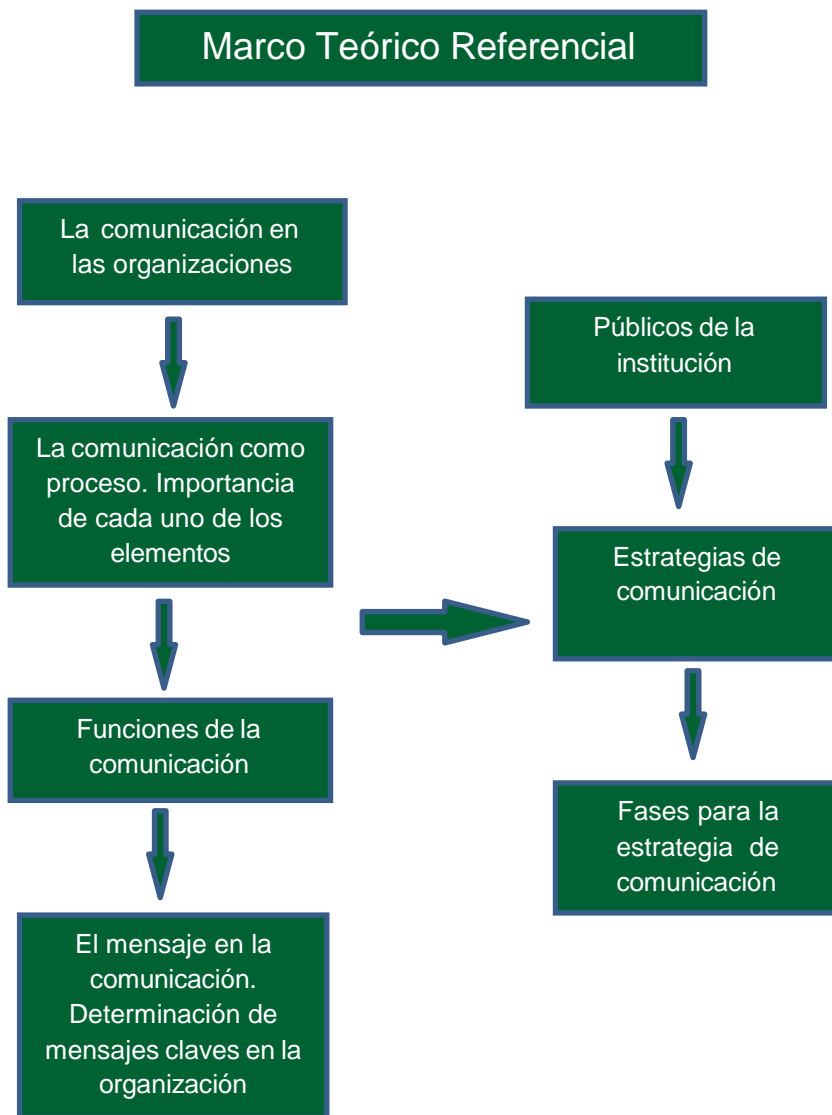 Marco Teórico Referencial
La comunicación en
las organizaciones
La comunicación como
proceso. Importancia
de cada uno de los
elementos
Funciones de la
comunicación
El mensaje en la
comunicación.
Determinación de
mensajes claves en la
organización
Públicos de la
institución
Estrategias de
comunicación
Fases para la
estrategia de
comunicación